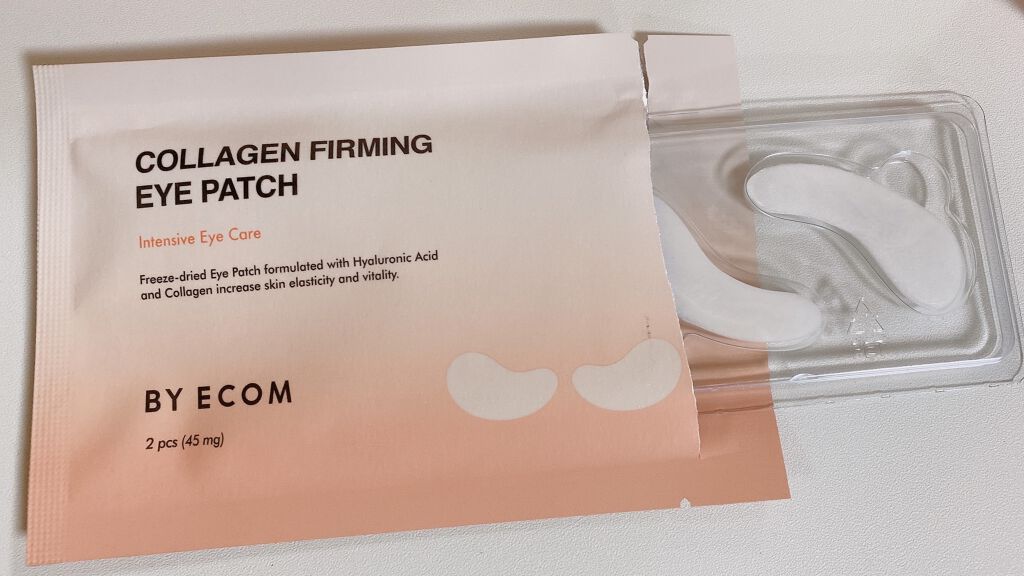 COLLAGEN FIRMING
EYE PATCH
Intensive Eye Care
Freeze-dried Eye Patch formulated with Hyaluronic Acid
and Collagen increase skin elasticity and vitality.
BY ECOM
2 pcs (45 mg)